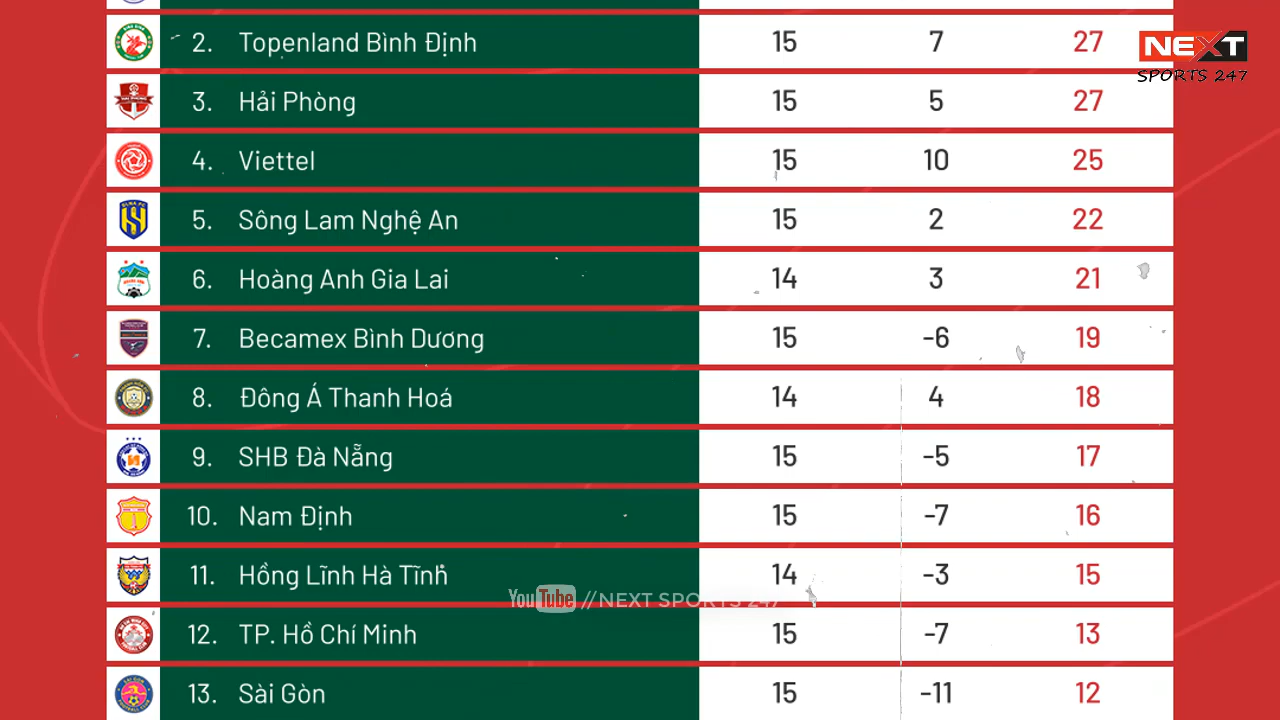 2. Topenland Bình Định 15 7 27
NEXT
SPORTS 247
3. Hải Phòng 15 5 27
4. Viettel 15 10 25
5. Sông Lam Nghệ An 15 2 22
6. Hoàng Anh Gia Lai 14 3 21
7. Becamex Bình Dương 15 -6 19
8. Đông Á Thanh Hoá 14 4 18
9. SHB Đà Nẵng 15 -5 17
10. Nam Định 15 -7 16
11. Hồng Lĩnh Hà Tĩnh 14 -3 15
YouTube //NEXT SPORTS 247
12. TP. Hồ Chí Minh 15 -7 13
13. Sài Gòn 15 -11 12